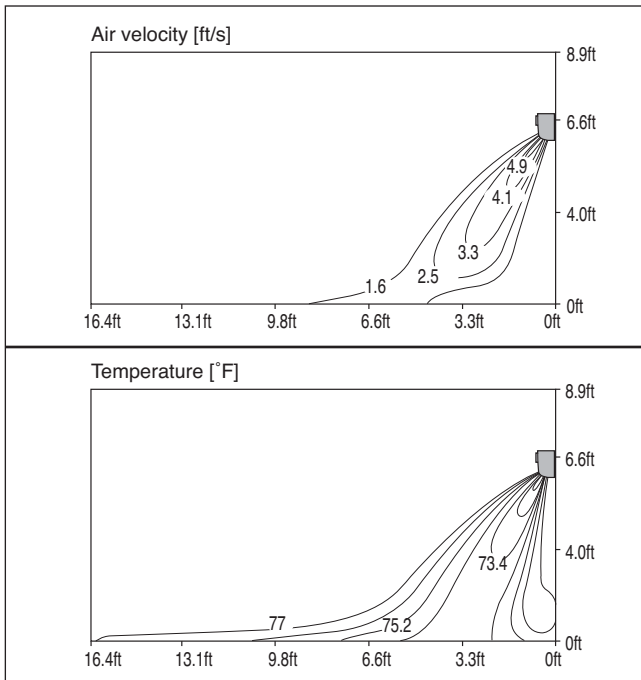 Air velocity [ft/s]
8.9ft
6.6ft
4.9
4.1
4.0ft
3.3
2.5
1.6
0ft
16.4ft 13.1ft 9.8ft 6.6ft 3.3ft 0ft
Temperature [˚F]
8.9ft
6.6ft
4.0ft
73.4
77
75.2
0ft
16.4ft 13.1ft 9.8ft 6.6ft 3.3ft 0ft